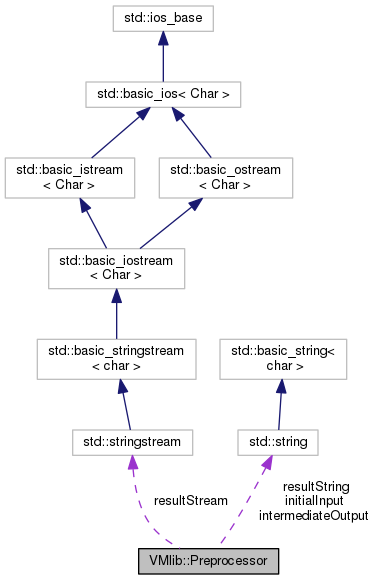 std::ios_base
std::basic_ios< Char >
std::basic_istream
< Char >
std::basic_ostream
< Char >
std::basic_iostream
< Char >
std::basic_stringstream
< char >
std::basic_string<
char >
std::stringstream
std::string
resultStream
resultString
initialInput
intermediateOutput
VMlib::Preprocessor